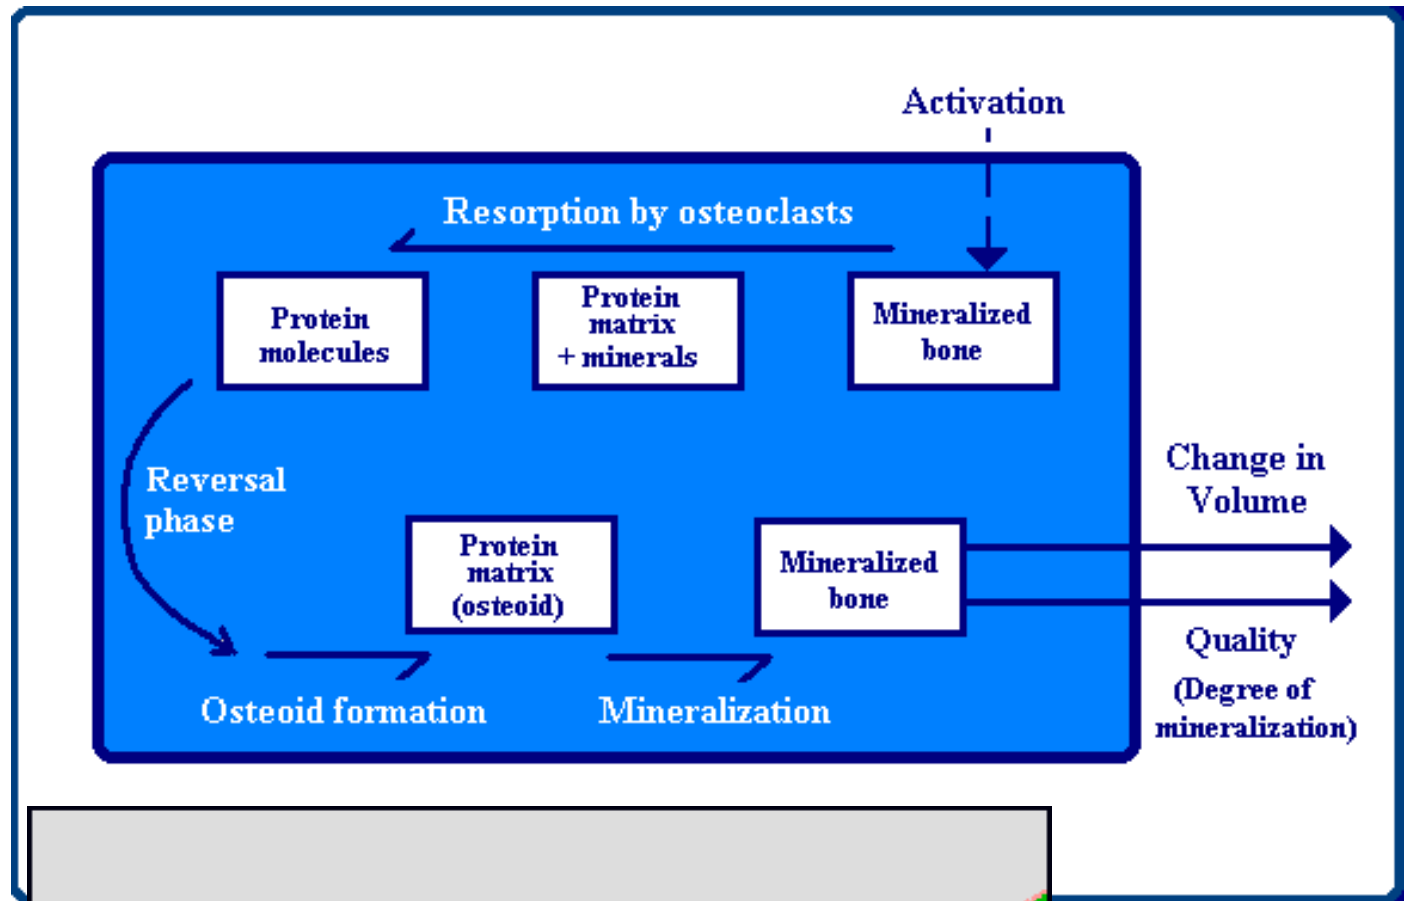 Activation
Resorption by osteoclasts
Protein
molecules
Protein
matrix
+ minerals
Mineralized
bone
Reversal
phase
Protein
matrix
(osteoid)
Mineralized
bone
Change in
Volume
Quality
(Degree of
mineralization)
Osteoid formation
Mineralization